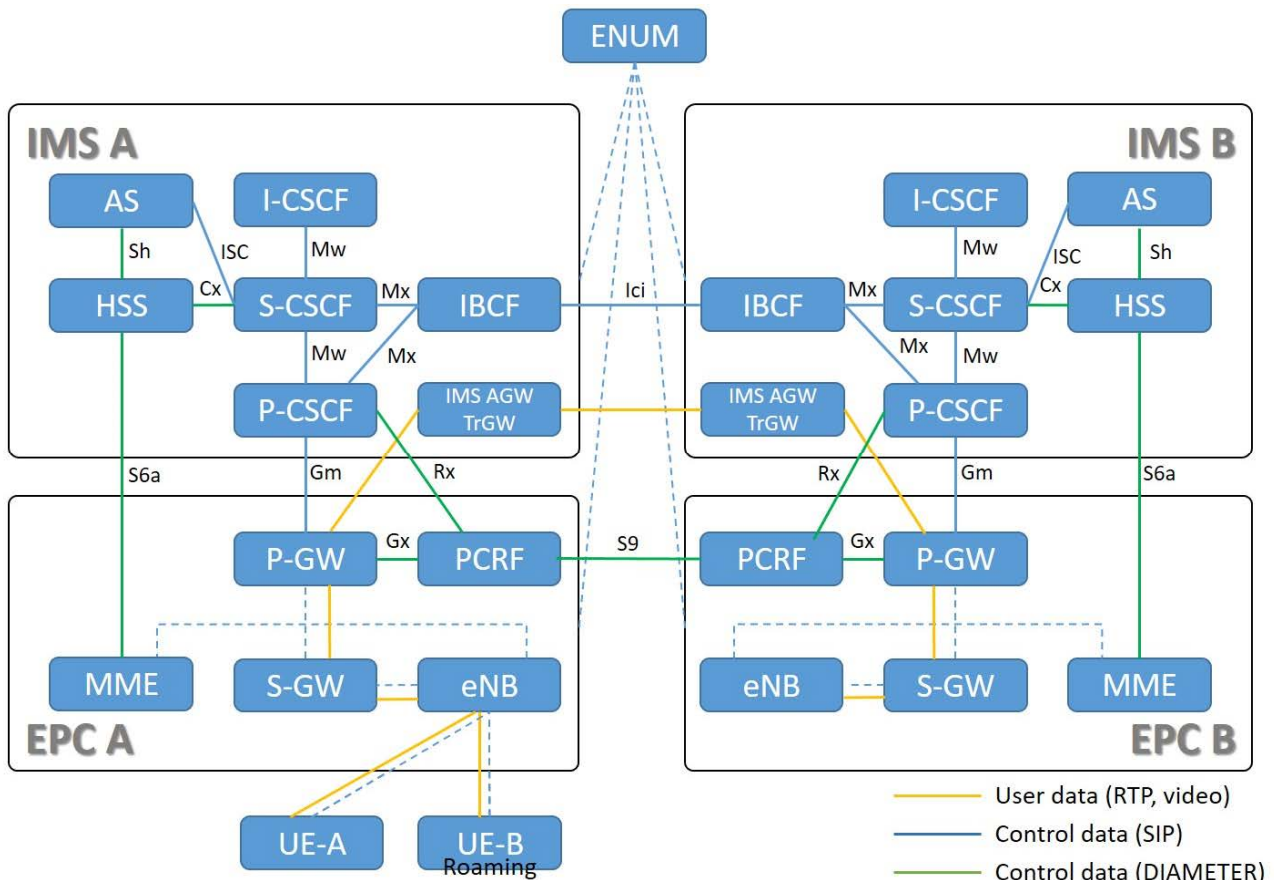 ENUM
IMS A
IMS B
AS
I-CSCF
I-CSCF
AS
Sh
ISC
Mw
Mw
ISC
Sh
HSS
Cx
S-CSCF
Mx
IBCF
Ici
IBCF
Mx
S-CSCF
Cx
HSS
Mw
Mx
Mx
Mw
P-CSCF
IMS AGW
TrGW
IMS AGW
TrGW
P-CSCF
S6a
Gm
Rx
Rx
Gm
S6a
P-GW
Gx
PCRF
S9
PCRF
Gx
P-GW
MME
S-GW
eNB
eNB
S-GW
MME
EPC A
EPC B
UE-A
UE-B
Roaming
User data (RTP, video)
Control data (SIP)
Control data (DIAMETER)